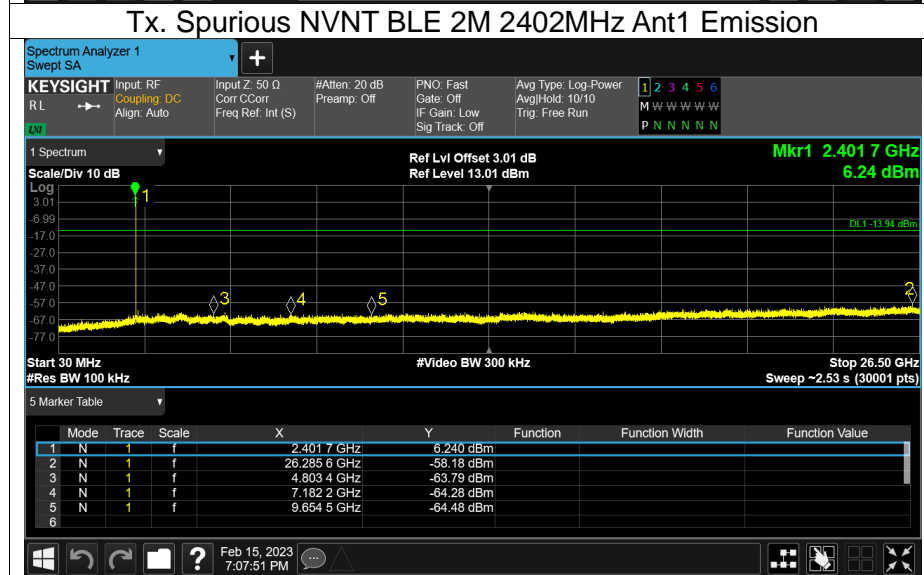 Tx. Spurious NVNT BLE 2M 2402MHz Ant1 Emission
Spectrum Analyzer 1
Swept SA
+
KEYSIGHT Input: RF Input Z: 50 Ω #Atten: 20 dB PNO: Fast Avg Type: Log-Power 1 2 3 4 5 6
R L Coupling: DC Corr CCorr Preamp: Off Gate: Off Avg|Hold: 10/10 M W W W W W
Align: Auto Freq Ref: Int (S) IF Gain: Low Trig: Free Run
LXI Sig Track: Off P N N N N N
1 Spectrum Ref Lvl Offset 3.01 dB Mkr1 2.401 7 GHz
Scale/Div 10 dB Ref Level 13.01 dBm 6.24 dBm
Log
1
3.01
-6.99
DL1 -13.94 dBm
-17.0
-27.0
-37.0
-47.0
2
3 4 5
-57.0
-67.0
-77.0
Start 30 MHz #Video BW 300 kHz Stop 26.50 GHz
#Res BW 100 kHz Sweep ~2.53 s (30001 pts)
5 Marker Table
Mode Trace Scale X Y Function Function Width Function Value
1 N 1 f 2.401 7 GHz 6.240 dBm
2 N 1 f 26.285 6 GHz -58.18 dBm
3 N 1 f 4.803 4 GHz -63.79 dBm
4 N 1 f 7.182 2 GHz -64.28 dBm
5 N 1 f 9.654 5 GHz -64.48 dBm
6
? Feb 15, 2023
7:07:51 PM